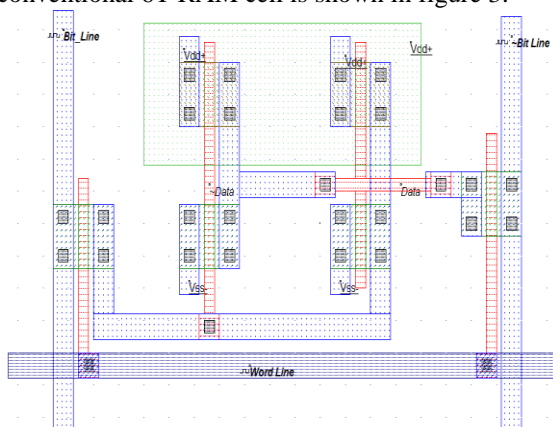 conventional 6T RAM cell is shown in figure 3.
Bit_Line
Vdd+
Vdd+
Vdd+
~Bit Line
~Data
Data
Vss-
Vss-
Word Line